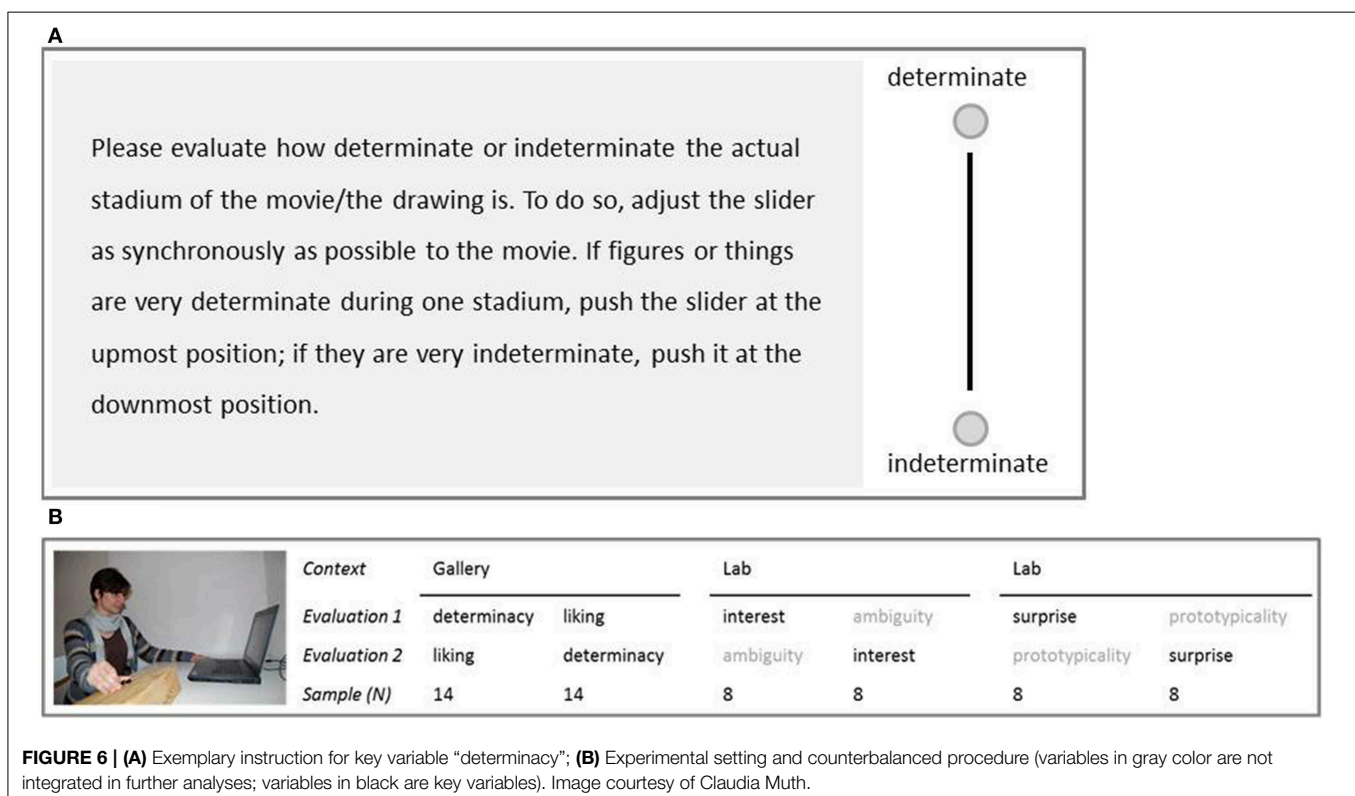 A
Please evaluate how determinate or indeterminate the actual
stadium of the movie/the drawing is. To do so, adjust the slider
as synchronously as possible to the movie. If figures or things
are very determinate during one stadium, push the slider at the
upmost position; if they are very indeterminate, push it at the
downmost position.
determinate
indeterminate
B
Context Gallery Lab Lab
Evaluation 1 determinacy liking interest ambiguity surprise prototypicality
Evaluation 2 liking determinacy ambiguity interest prototypicality surprise
Sample (N) 14 14 8 8 8 8
FIGURE 6 | (A) Exemplary instruction for key variable “determinacy”; (B) Experimental setting and counterbalanced procedure (variables in gray color are not
integrated in further analyses; variables in black are key variables). Image courtesy of Claudia Muth.